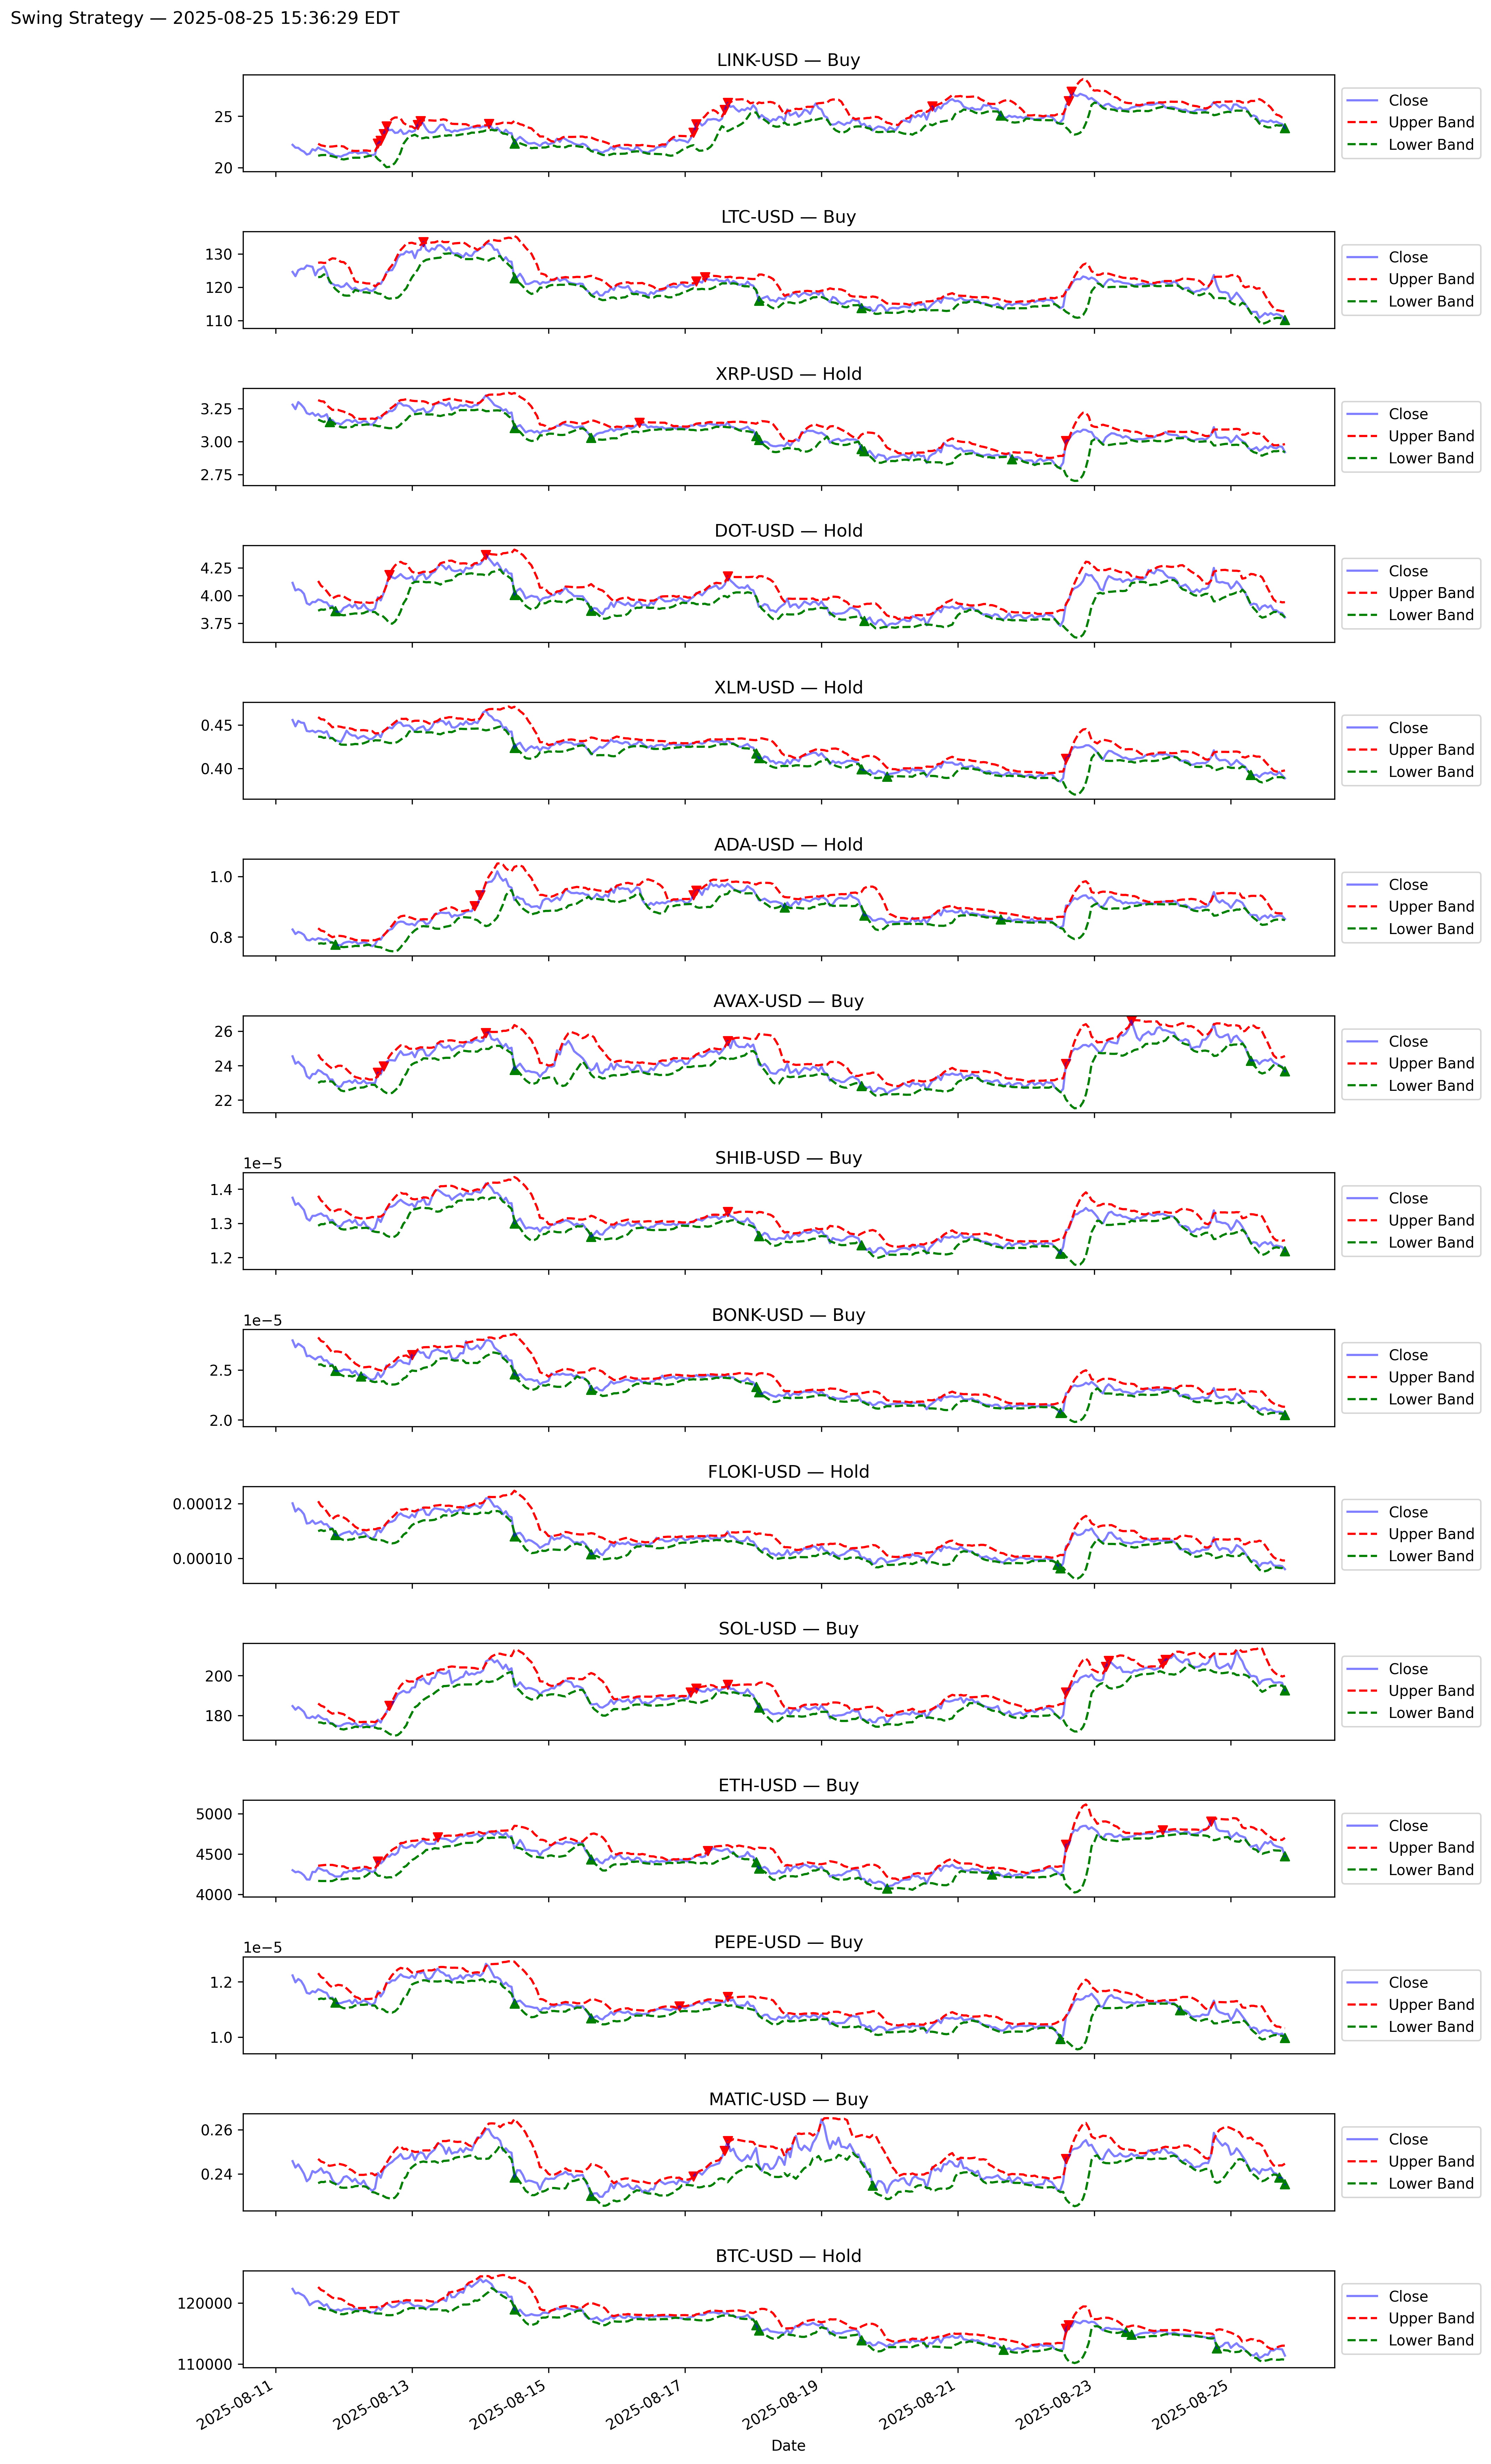 Swing Strategy — 2025-08-25 15:36:29 EDT
LINK-USD — Buy
25
20
Close
Upper Band
Lower Band
LTC-USD — Buy
130
120
110
Close
Upper Band
Lower Band
XRP-USD — Hold
3.25
3.00
2.75
Close
Upper Band
Lower Band
DOT-USD — Hold
4.25
4.00
3.75
Close
Upper Band
Lower Band
XLM-USD — Hold
0.45
0.40
Close
Upper Band
Lower Band
ADA-USD — Hold
1.0
0.8
Close
Upper Band
Lower Band
AVAX-USD — Buy
26
24
22
Close
Upper Band
Lower Band
SHIB-USD — Buy
1e−5
1.4
1.3
1.2
Close
Upper Band
Lower Band
BONK-USD — Buy
1e−5
2.5
2.0
Close
Upper Band
Lower Band
FLOKI-USD — Hold
0.00012
0.00010
Close
Upper Band
Lower Band
SOL-USD — Buy
200
180
Close
Upper Band
Lower Band
ETH-USD — Buy
5000
4500
4000
Close
Upper Band
Lower Band
PEPE-USD — Buy
1e−5
1.2
1.0
Close
Upper Band
Lower Band
MATIC-USD — Buy
0.26
0.24
Close
Upper Band
Lower Band
BTC-USD — Hold
120000
110000
Close
Upper Band
Lower Band
2025-08-11
2025-08-13
2025-08-15
2025-08-17
2025-08-19
2025-08-21
2025-08-23
2025-08-25
Date